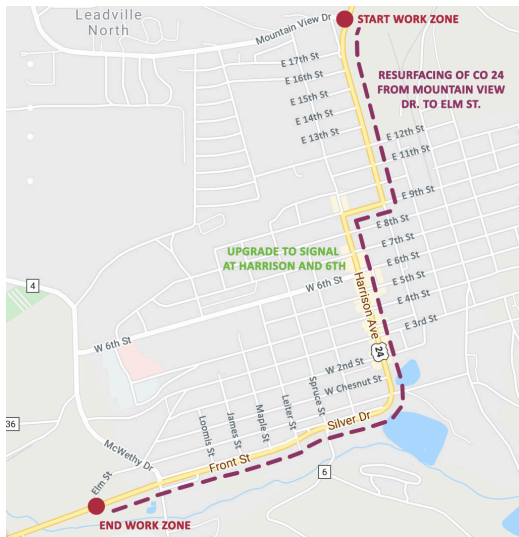 Leadville
North
Mountain View Dr
START WORK ZONE
E 17th St
E 16th St
E 15th St
E 14th St
E 13th St
RESURFACING OF CO 24
FROM MOUNTAIN VIEW
DR. TO ELM ST.
E 12th St
E 11th St
E 9th St
E 8th St
E 7th St
E 6th St
E 5th St
E 4th St
E 3rd St
UPGRADE TO SIGNAL
AT HARRISON AND 6TH
4
W 6th St
W 6th St
Harrison Ave
24
W 2nd St
W Chesnut St
Spruce St
Leiter St
Maple St
James St
Loomis St
Silver Dr
Front St
36
McWethy Dr
Elm St
6
END WORK ZONE